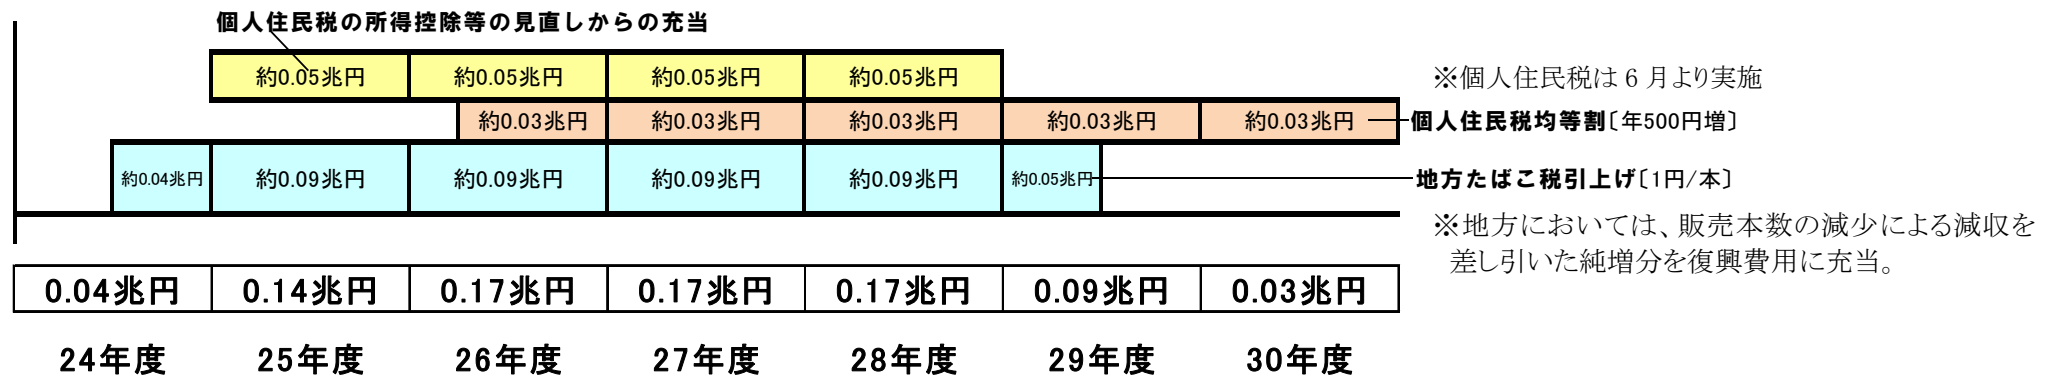 個人住民税の所得控除等の見直しからの充当
約0.05兆円 約0.05兆円 約0.05兆円 約0.05兆円
※個人住民税は6月より実施
約0.03兆円 約0.03兆円 約0.03兆円 約0.03兆円 約0.03兆円
個人住民税均等割〔年500円増〕
約0.04兆円 約0.09兆円 約0.09兆円 約0.09兆円 約0.09兆円 約0.05兆円
地方たばこ税引上げ〔1円/本〕
※地方においては、販売本数の減少による減収を
差し引いた純増分を復興費用に充当。
0.04兆円 0.14兆円 0.17兆円 0.17兆円 0.17兆円 0.09兆円 0.03兆円
24年度 25年度 26年度 27年度 28年度 29年度 30年度